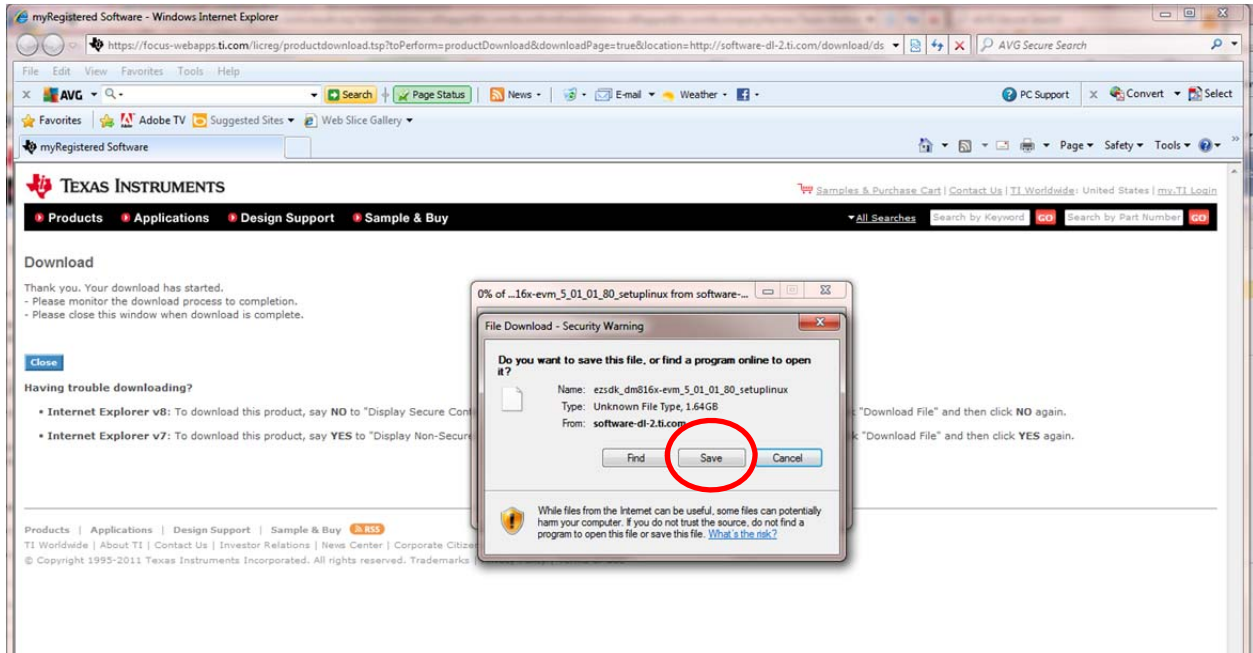 myRegistered Software - Windows Internet Explorer
https://focus-webapps.ti.com/licreg/productdownload.tsp?toPerform=productDownload&downloadPage=true&location=http://software-dl-2.ti.com/download/ds
AVG Secure Search
File Edit View Favorites Tools Help
X AVG Search Page Status News E-mail Weather PC Support X Convert Select
Favorites Adobe TV Suggested Sites Web Slice Gallery
myRegistered Software Page Safety Tools
TEXAS INSTRUMENTS
Samples & Purchase Cart | Contact Us | TI Worldwide: United States | my.TI Login
Products Applications Design Support Sample & Buy All Searches Search by Keyword GO Search by Part Number GO
Download
Thank you. Your download has started.
- Please monitor the download process to completion.
- Please close this window when download is complete.
Close
Having trouble downloading?
• Internet Explorer v8: To download this product, say NO to "Display Secure Con
"Download File" and then click NO again.
• Internet Explorer v7: To download this product, say YES to "Display Non-Secure
"Download File" and then click YES again.
0% of ...16x-evm_5_01_01_80_setuplinux from software-...
File Download - Security Warning
Do you want to save this file, or find a program online to open
it?
Name: ezsdk_dm816x-evm_5_01_01_80_setuplinux
Type: Unknown File Type, 1.64GB
From: software-dl-2.ti.com
Find Save Cancel
While files from the Internet can be useful, some files can potentially
harm your computer. If you do not trust the source, do not find a
program to open this file or save this file. What's the risk?
Products | Applications | Design Support | Sample & Buy RSS
TI Worldwide | About TI | Contact Us | Investor Relations | News Center | Corporate Citize
© Copyright 1995-2011 Texas Instruments Incorporated. All rights reserved. Trademarks |